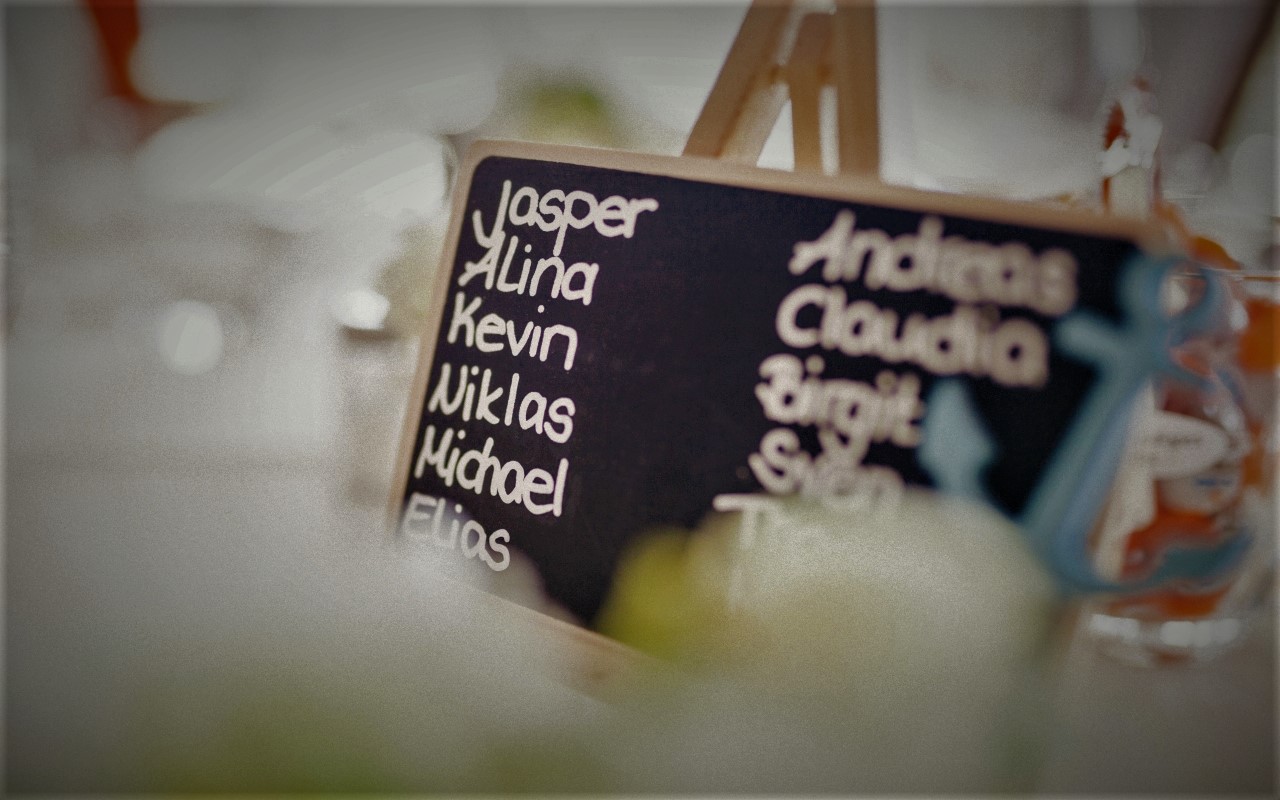 Jasper
Alina
Kevin
Niklas
Michael
Elias
Andreas
Claudia
Birgit
Sven